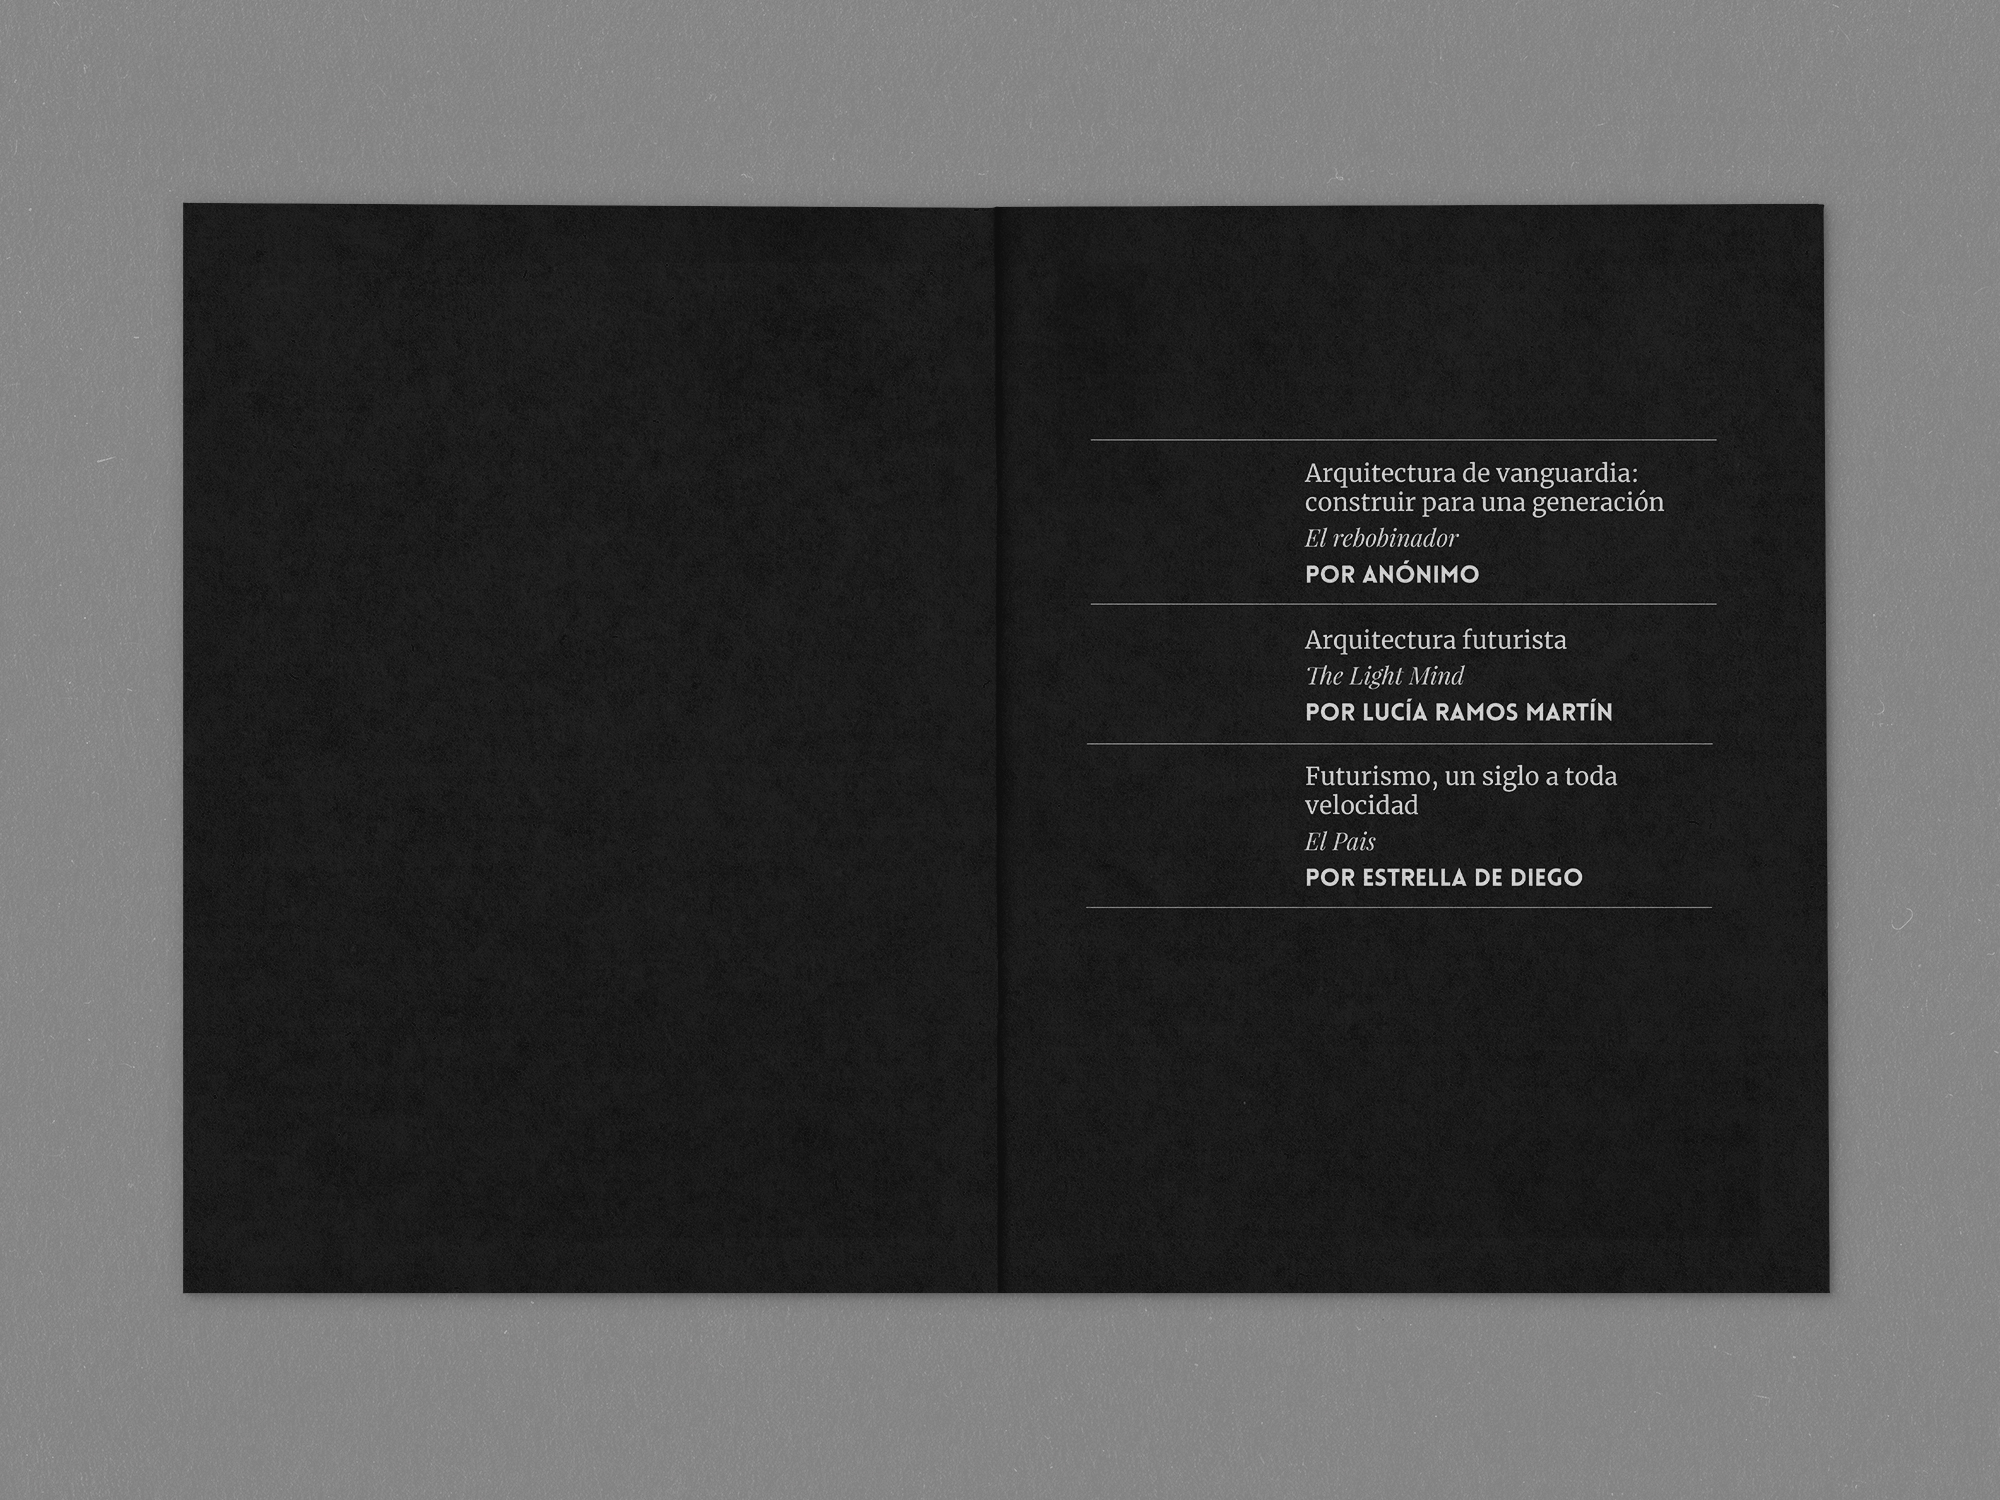 Arquitectura de vanguardia:
construir para una generación
El rebobinador
POR ANÓNIMO
Arquitectura futurista
The Light Mind
POR LUCÍA RAMOS MARTÍN
Futurismo, un siglo a toda
velocidad
El Pais
POR ESTRELLA DE DIEGO